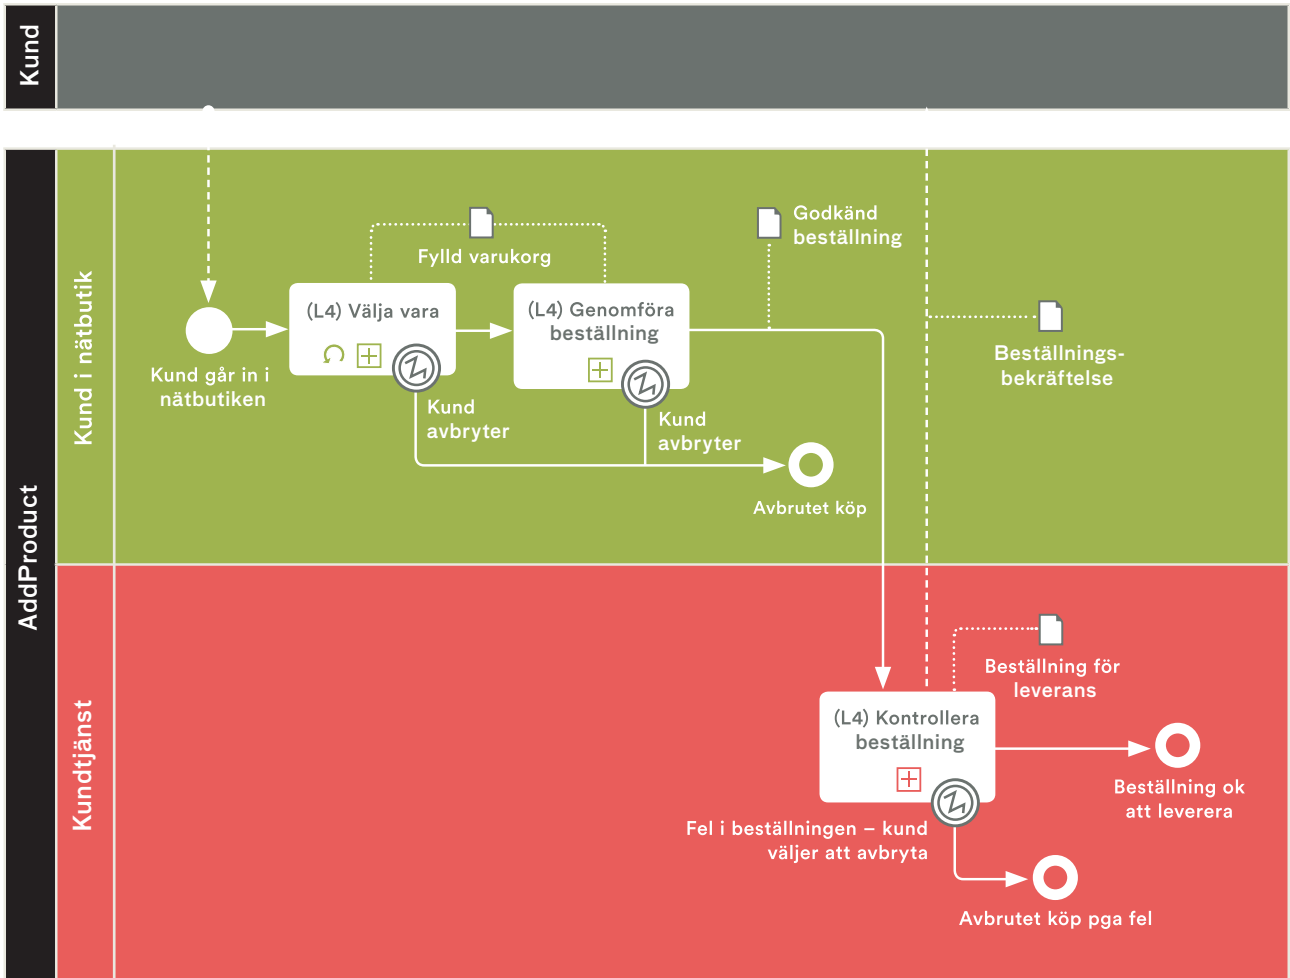 Kund
AddProduct
Kund i nätbutik
Godkänd
beställning
Fylld varukorg
(L4) Välja vara
(L4) Genomföra
beställning
Beställnings-
bekräftelse
Kund går in i
nätbutiken
Kund
avbryter
Kund
avbryter
Avbrutet köp
Kundtjänst
Beställning för
leverans
(L4) Kontrollera
beställning
Beställning ok
att leverera
Fel i beställningen – kund
väljer att avbryta
Avbrutet köp pga fel